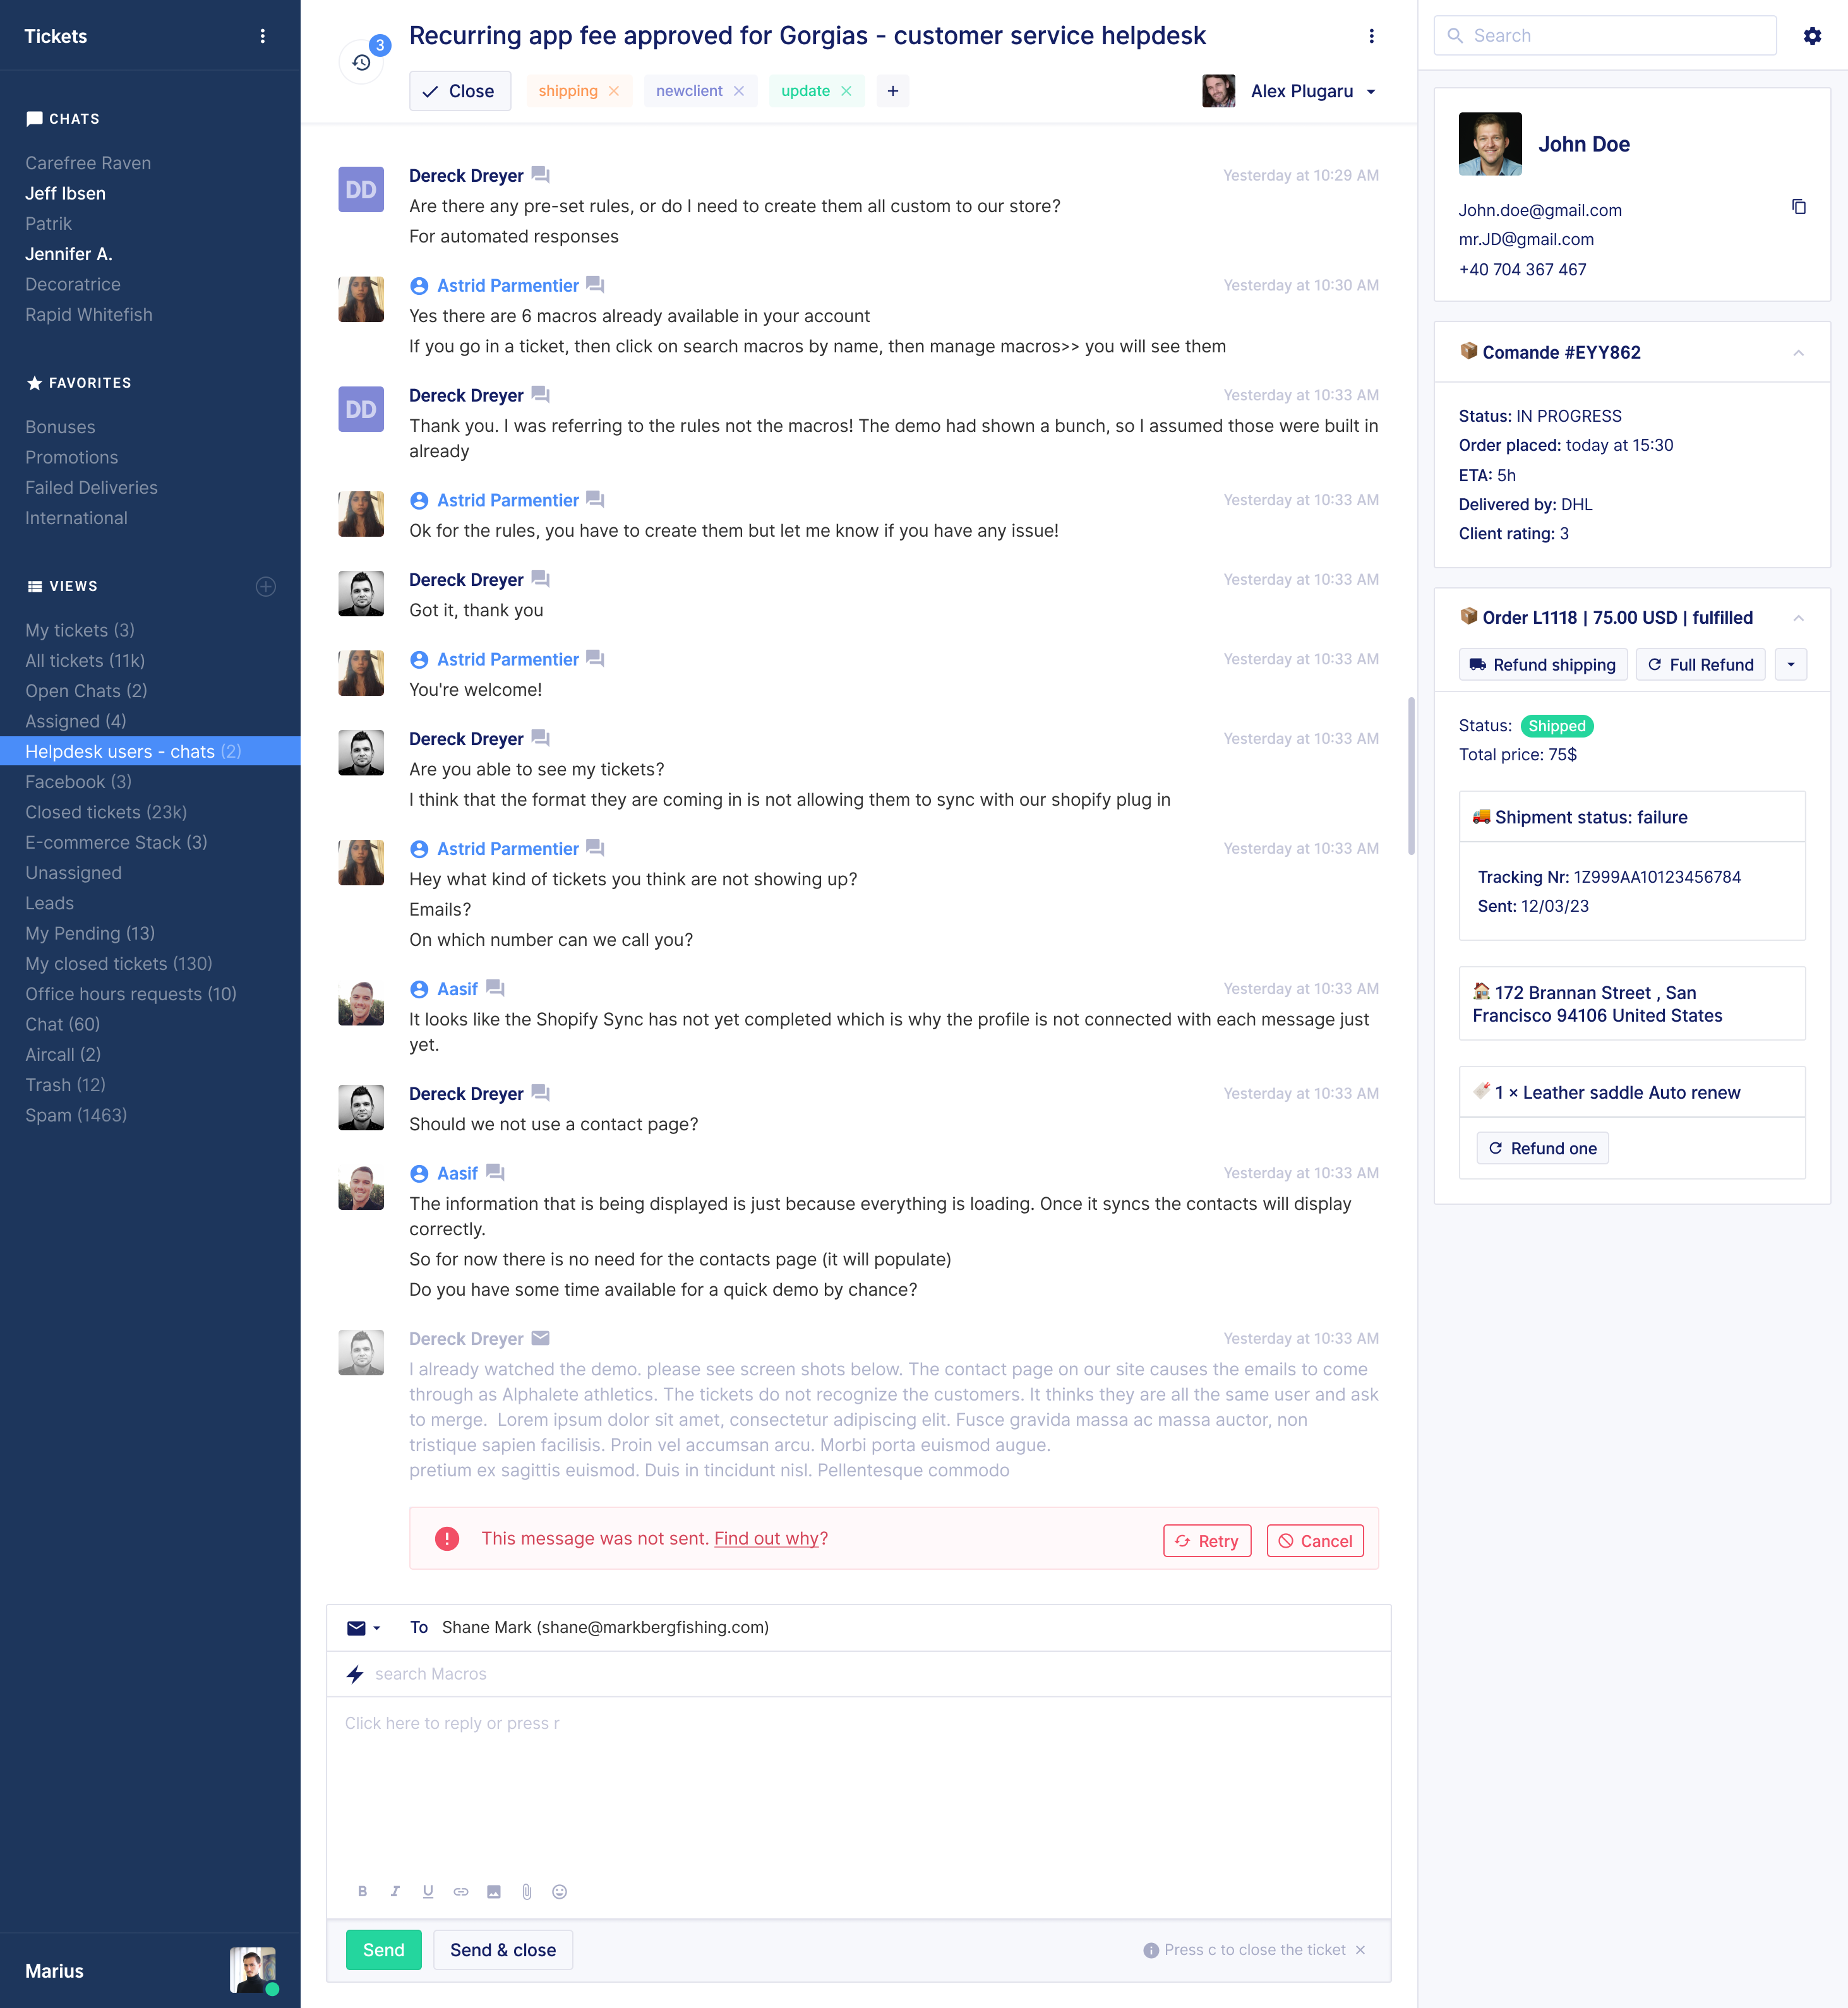 Tickets
CHATS
Carefree Raven
Jeff Ibsen
Patrik
Jennifer A.
Decoratrice
Rapid Whitefish
FAVORITES
Bonuses
Promotions
Failed Deliveries
International
VIEWS
My tickets (3)
All tickets (11k)
Open Chats (2)
Assigned (4)
Helpdesk users - chats (2)
Facebook (3)
Closed tickets (23k)
E-commerce Stack (3)
Unassigned
Leads
My Pending (13)
My closed tickets (130)
Office hours requests (10)
Chat (60)
Aircall (2)
Trash (12)
Spam (1463)
Marius
3
Recurring app fee approved for Gorgias - customer service helpdesk
Close shipping newclient update + Alex Plugaru
DD Dereck Dreyer Yesterday at 10:29 AM
Are there any pre-set rules, or do I need to create them all custom to our store?
For automated responses
Astrid Parmentier Yesterday at 10:30 AM
Yes there are 6 macros already available in your account
If you go in a ticket, then click on search macros by name, then manage macros>> you will see them
DD Dereck Dreyer Yesterday at 10:33 AM
Thank you. I was referring to the rules not the macros! The demo had shown a bunch, so I assumed those were built in
already
Astrid Parmentier Yesterday at 10:33 AM
Ok for the rules, you have to create them but let me know if you have any issue!
Dereck Dreyer Yesterday at 10:33 AM
Got it, thank you
Astrid Parmentier Yesterday at 10:33 AM
You're welcome!
Dereck Dreyer Yesterday at 10:33 AM
Are you able to see my tickets?
I think that the format they are coming in is not allowing them to sync with our shopify plug in
Astrid Parmentier Yesterday at 10:33 AM
Hey what kind of tickets you think are not showing up?
Emails?
On which number can we call you?
Aasif Yesterday at 10:33 AM
It looks like the Shopify Sync has not yet completed which is why the profile is not connected with each message just
yet.
Dereck Dreyer Yesterday at 10:33 AM
Should we not use a contact page?
Aasif Yesterday at 10:33 AM
The information that is being displayed is just because everything is loading. Once it syncs the contacts will display
correctly.
So for now there is no need for the contacts page (it will populate)
Do you have some time available for a quick demo by chance?
Dereck Dreyer Yesterday at 10:33 AM
I already watched the demo. please see screen shots below. The contact page on our site causes the emails to come
through as Alphalete athletics. The tickets do not recognize the customers. It thinks they are all the same user and ask
to merge. Lorem ipsum dolor sit amet, consectetur adipiscing elit. Fusce gravida massa ac massa auctor, non
tristique sapien facilisis. Proin vel accumsan arcu. Morbi porta euismod augue.
pretium ex sagittis euismod. Duis in tincidunt nisl. Pellentesque commodo
This message was not sent. Find out why? Retry Cancel
To Shane Mark (shane@markbergfishing.com)
search Macros
Click here to reply or press r
B I U
Send Send & close Press c to close the ticket
Search
John Doe
John.doe@gmail.com
mr.JD@gmail.com
+40 704 367 467
Comande #EYY862
Status: IN PROGRESS
Order placed: today at 15:30
ETA: 5h
Delivered by: DHL
Client rating: 3
Order L1118 | 75.00 USD | fulfilled
Refund shipping Full Refund
Status: Shipped
Total price: 75$
Shipment status: failure
Tracking Nr: 1Z999AA10123456784
Sent: 12/03/23
172 Brannan Street , San
Francisco 94106 United States
1 × Leather saddle Auto renew
Refund one